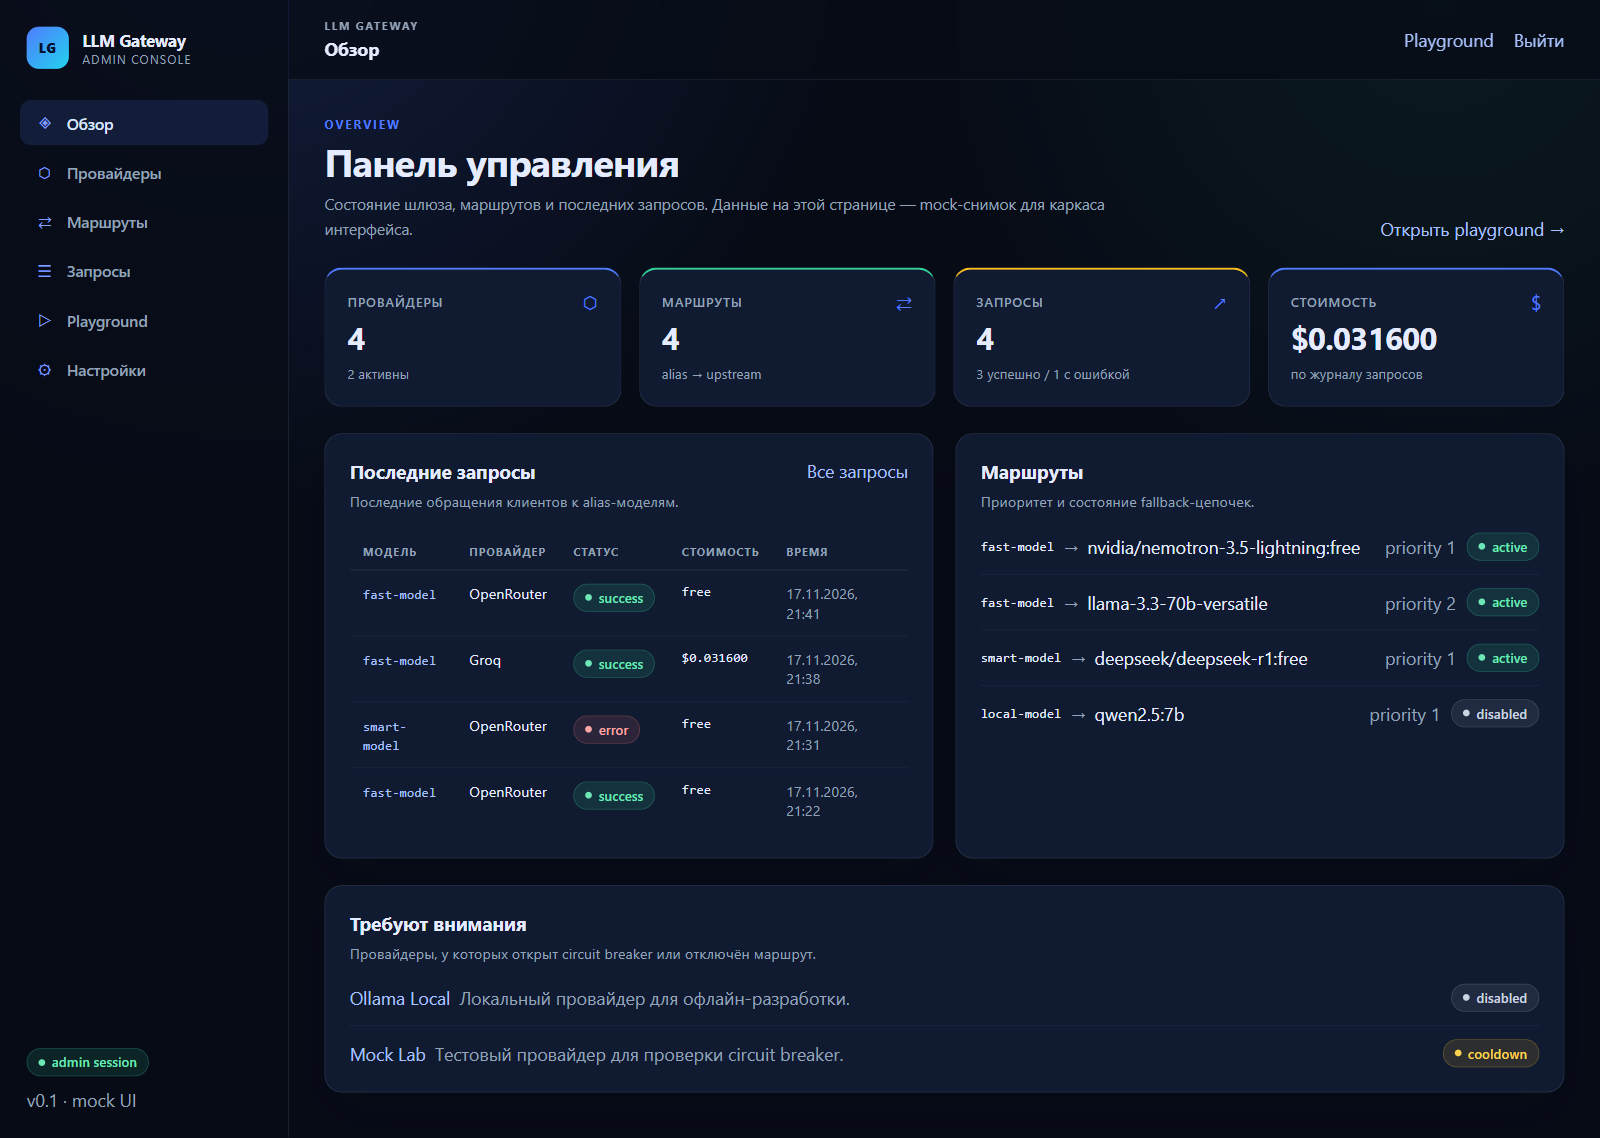 LG
LLM Gateway
ADMIN CONSOLE
Обзор
Провайдеры
Маршруты
Запросы
Playground
Настройки
admin session
v0.1 · mock UI
LLM GATEWAY
Обзор
Playground
Выйти
OVERVIEW
Панель управления
Состояние шлюза, маршрутов и последних запросов. Данные на этой странице — mock-снимок для каркаса
интерфейса.
Открыть playground →
ПРОВАЙДЕРЫ
4
2 активны
МАРШРУТЫ
4
alias → upstream
ЗАПРОСЫ
4
3 успешно / 1 с ошибкой
СТОИМОСТЬ
$
$0.031600
по журналу запросов
Последние запросы
Все запросы
Последние обращения клиентов к alias-моделям.
МОДЕЛЬ ПРОВАЙДЕР СТАТУС СТОИМОСТЬ ВРЕМЯ
fast-model OpenRouter success free 17.11.2026,
21:41
fast-model Groq success $0.031600 17.11.2026,
21:38
smart- OpenRouter error free 17.11.2026,
model 21:31
fast-model OpenRouter success free 17.11.2026,
21:22
Маршруты
Приоритет и состояние fallback-цепочек.
fast-model → nvidia/nemotron-3.5-lightning:free priority 1 active
fast-model → llama-3.3-70b-versatile priority 2 active
smart-model → deepseek/deepseek-r1:free priority 1 active
local-model → qwen2.5:7b priority 1 disabled
Требуют внимания
Провайдеры, у которых открыт circuit breaker или отключён маршрут.
Ollama Local Локальный провайдер для офлайн-разработки. disabled
Mock Lab Тестовый провайдер для проверки circuit breaker. cooldown